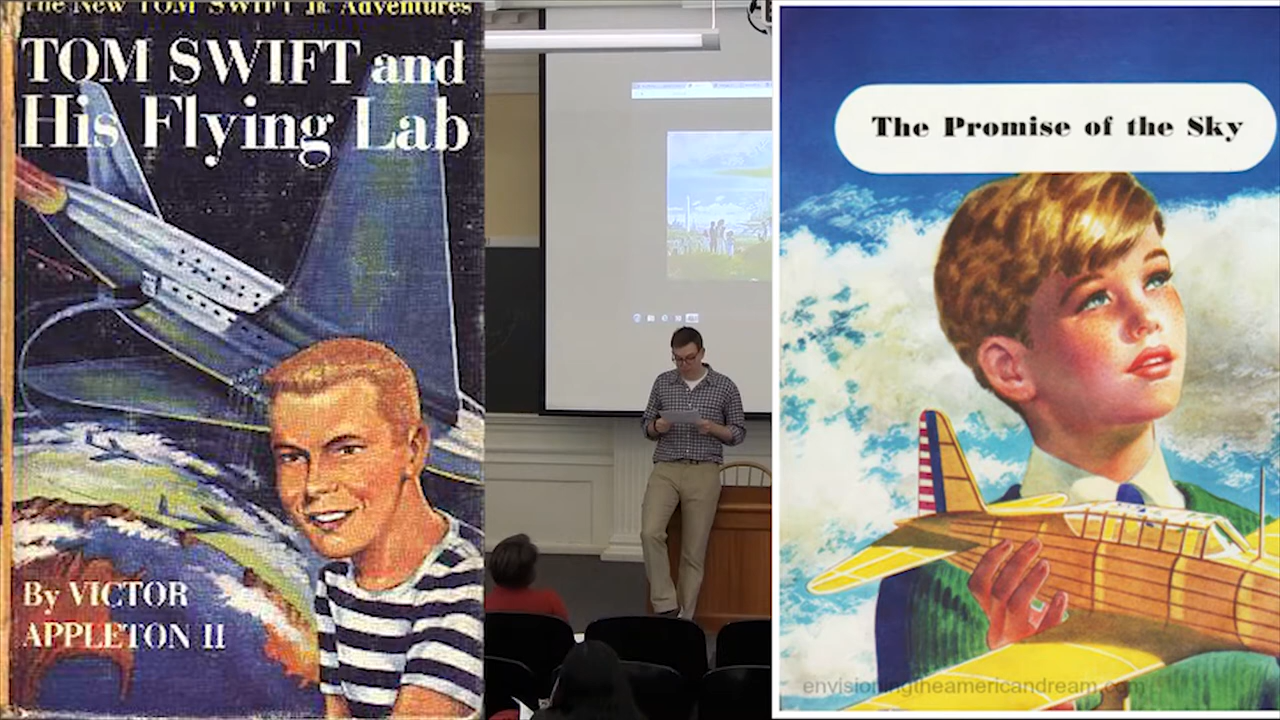 The New TOM SWIFT Jr. Adventures
TOM SWIFT and
His Flying Lab
By VICTOR
APPLETON II
The Promise of the Sky
envisioningtheamericandream.com